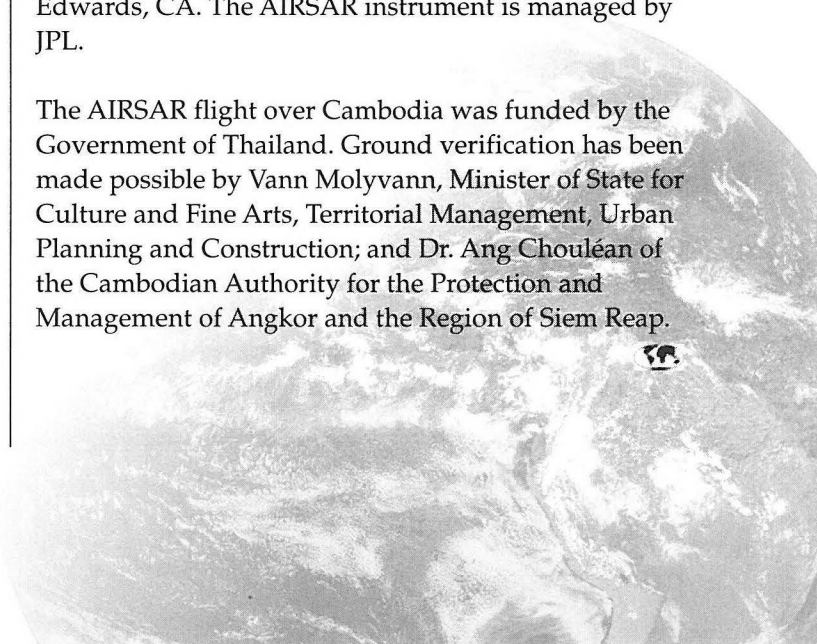 Edwards, CA. The AIRSAR instrument is managed by
JPL.
The AIRSAR flight over Cambodia was funded by the
Government of Thailand. Ground verification has been
made possible by Vann Molyvann, Minister of State for
Culture and Fine Arts, Territorial Management, Urban
Planning and Construction; and Dr. Ang Chouléan of
the Cambodian Authority for the Protection and
Management of Angkor and the Region of Siem Reap.